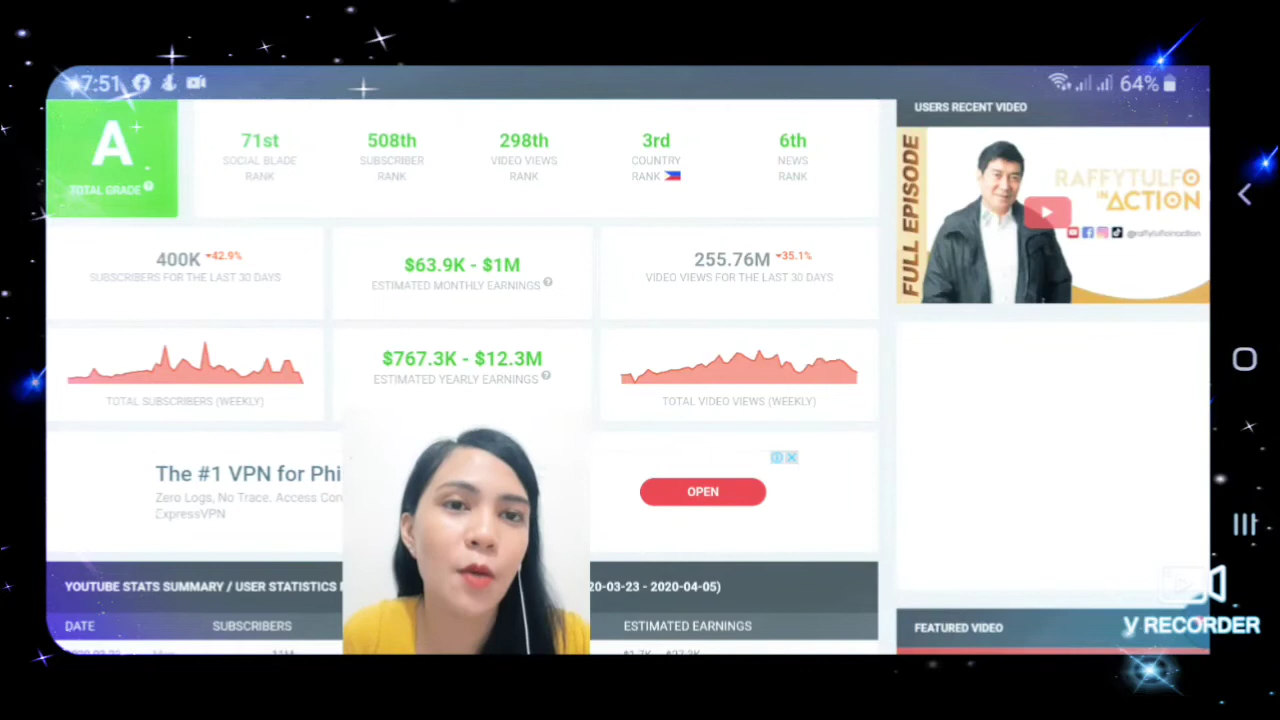 7:51
64%
A
TOTAL GRADE
71st
SOCIAL BLADE
RANK
508th
SUBSCRIBER
RANK
298th
VIDEO VIEWS
RANK
3rd
COUNTRY
RANK
6th
NEWS
RANK
400K 42.9%
SUBSCRIBERS FOR THE LAST 30 DAYS
$63.9K - $1M
ESTIMATED MONTHLY EARNINGS
255.76M 35.1%
VIDEO VIEWS FOR THE LAST 30 DAYS
TOTAL SUBSCRIBERS (WEEKLY)
$767.3K - $12.3M
ESTIMATED YEARLY EARNINGS
TOTAL VIDEO VIEWS (WEEKLY)
The #1 VPN for Phi
Zero Logs, No Trace. Access Con
ExpressVPN
OPEN
YOUTUBE STATS SUMMARY / USER STATISTICS
20-03-23 - 2020-04-05)
DATE
SUBSCRIBERS
ESTIMATED EARNINGS
USERS RECENT VIDEO
FULL EPISODE
RAFFYTULFO
IN ACTION
@raffytulfoinaction
FEATURED VIDEO
V RECORDER